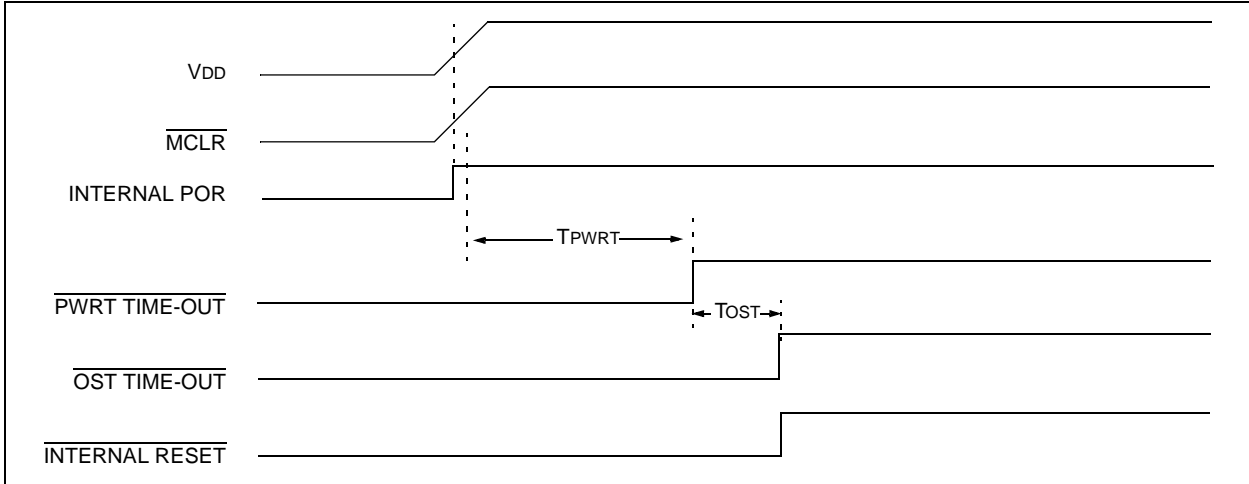 VDD
MCLR
INTERNAL POR
TPWRT
PWRT TIME-OUT
TOST
OST TIME-OUT
INTERNAL RESET